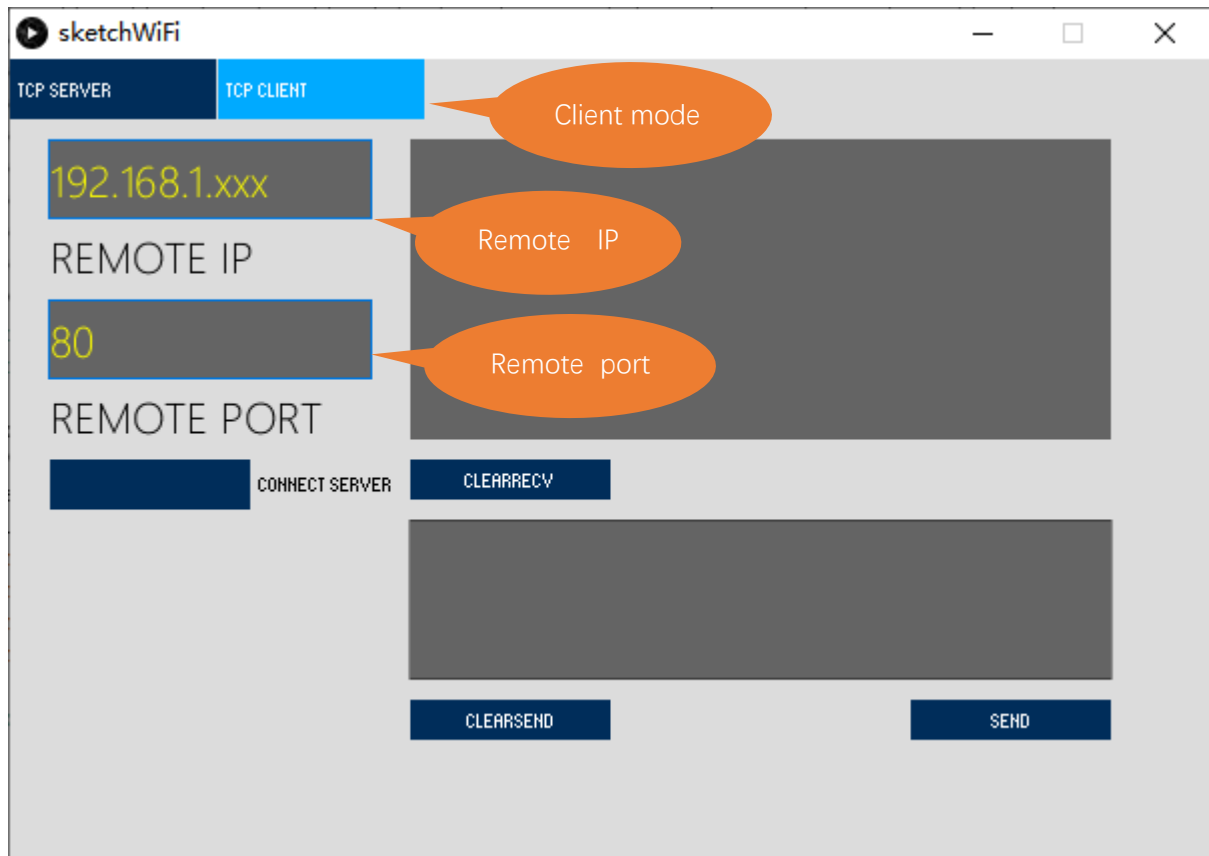 sketchWiFi
TCP SERVER
TCP CLIENT
Client mode
192.168.1.xxx
REMOTE IP
Remote IP
80
Remote port
REMOTE PORT
CONNECT SERVER
CLEARRECV
CLEARSEND
SEND